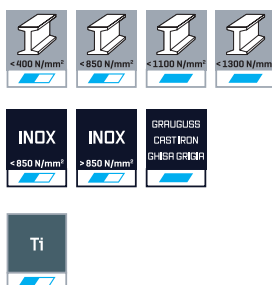 <400 N/mm² <850 N/mm² <1100 N/mm² <1300 N/mm²
INOX INOX GRAUGUSS
CAST IRON
<850 N/mm² >850 N/mm² GHISA GRIGIA
Ti